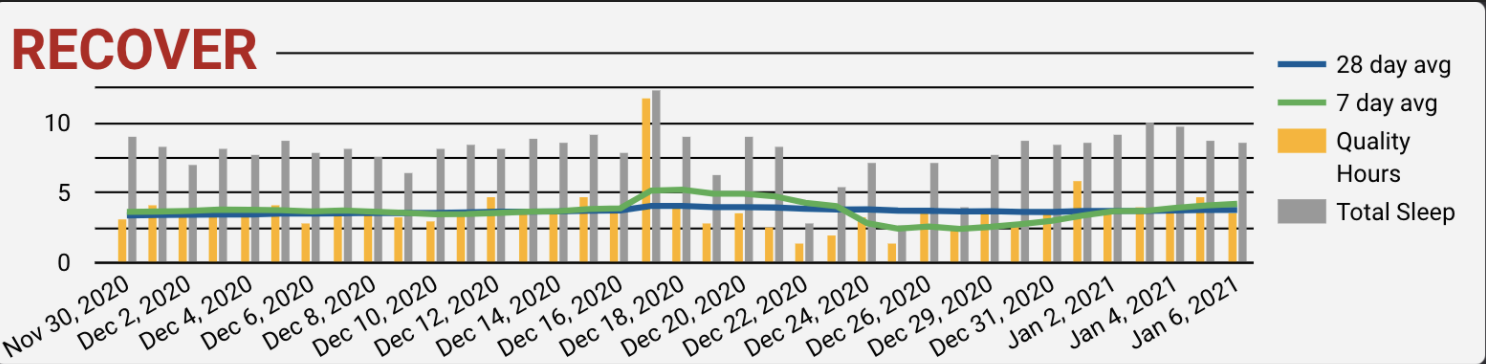 RECOVER
28 day avg
7 day avg
Quality
Hours
Total Sleep
10
5
0
Nov 30, 2020
Dec 2, 2020
Dec 4, 2020
Dec 6, 2020
Dec 8, 2020
Dec 10, 2020
Dec 12, 2020
Dec 14, 2020
Dec 16, 2020
Dec 18, 2020
Dec 20, 2020
Dec 22, 2020
Dec 24, 2020
Dec 26, 2020
Dec 29, 2020
Dec 31, 2020
Jan 2, 2021
Jan 4, 2021
Jan 6, 2021